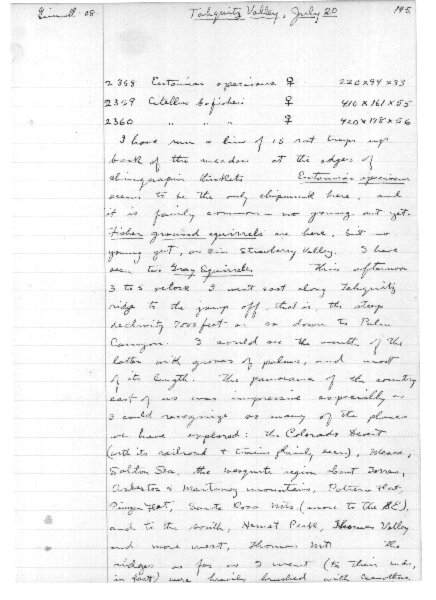 Grinnell - 08    Tahquitz Valley, July 20    145
2358 Eutamias speciosus ♀ 220×94×33
2359 Citellus b. fisheri ♀ 410×161×55
2360 " " " ♀ 420×178×56
I have run a line of 15 rat traps up
back of the meadow at the edges of
chinquapin thickets. Eutamias speciosus
seems to be the only chipmunk here, and
it is fairly common - no young out yet.
Fisher ground squirrels are here, but no
young yet, as in Strawberry Valley. I have
seen two Gray Squirrels. This afternoon
3 to 5 oclock I went east along Tahquitz
ridge to the jump off, that is, the steep
declivity 7000 feet or so down to Palm
Canyon. I could see the mouth of the
latter with groves of palms, and most
of its length. The panorama of the country
east of us was impressive especially as
I could recognize so many of the places
we have explored: the Colorado Desert
(with its railroad & trains plainly seen), Mecca,
Salton Sea, the mesquite region
Asbestos & Martinez mountains, Potrero Flat,
Pinyon Flat, Santa Rosa Mts. (more to the SE),
and to the south, Hemet Peak, Thomas Valley
and more west, Thomas Mt. The
ridges as far as I went (to their ends,
in fact) were heavily brushed with ceanothus